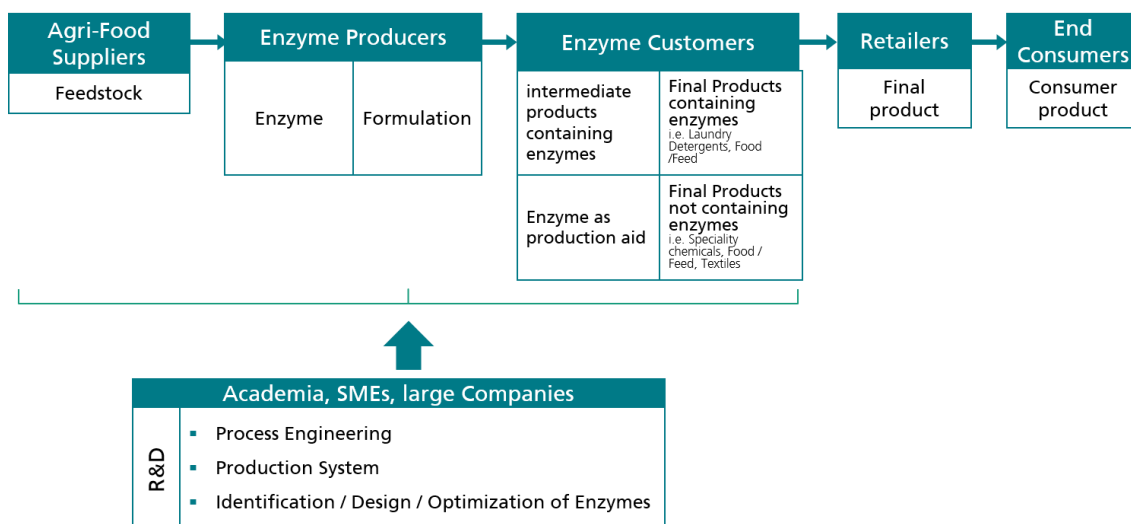 Agri-Food
Suppliers
Feedstock
Enzyme Producers
Enzyme
Formulation
Enzyme Customers
intermediate
products
containing
enzymes
Final Products
containing
enzymes
i.e. Laundry
Detergents, Food
/Feed
Enzyme as
production aid
Final Products
not containing
enzymes
i.e. Speciality
chemicals, Food /
Feed, Textiles
Retailers
Final
product
End
Consumers
Consumer
product
Academia, SMEs, large Companies
R&D
▪ Process Engineering
▪ Production System
▪ Identification / Design / Optimization of Enzymes